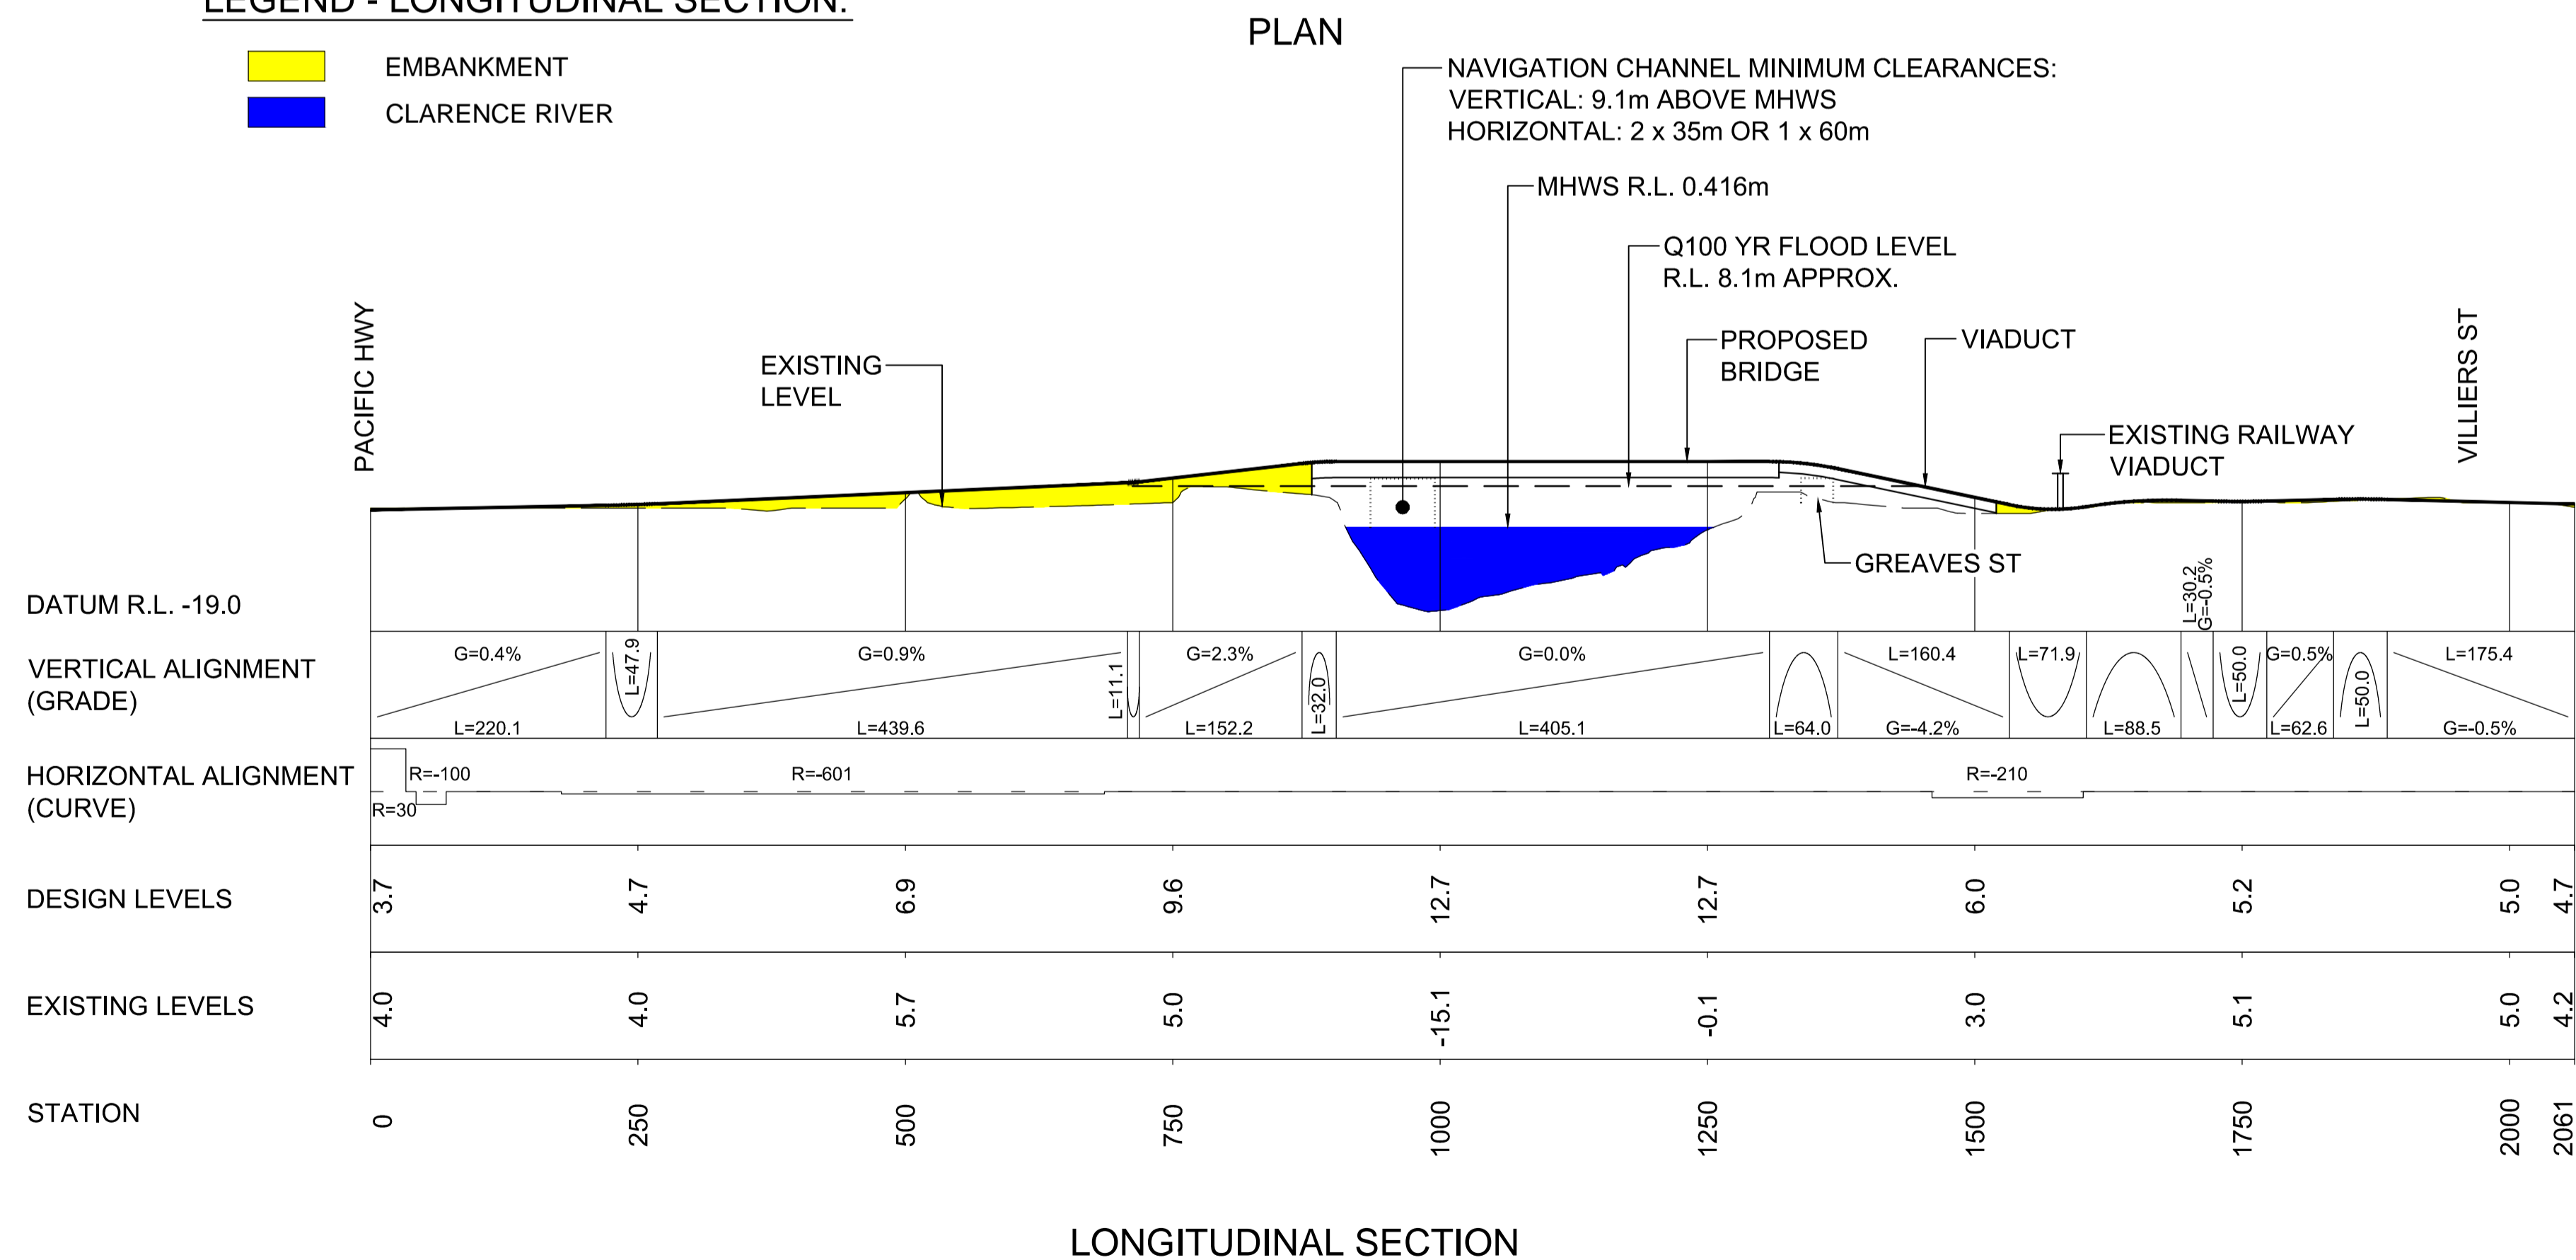 LEGEND - LONGITUDINAL SECTION:
PLAN
EMBANKMENT
CLARENCE RIVER
NAVIGATION CHANNEL MINIMUM CLEARANCES:
VERTICAL: 9.1m ABOVE MHWS
HORIZONTAL: 2 x 35m OR 1 x 60m
MHWS R.L. 0.416m
Q100 YR FLOOD LEVEL
R.L. 8.1m APPROX.
PACIFIC HWY
EXISTING
LEVEL
PROPOSED
BRIDGE
VIADUCT
EXISTING RAILWAY
VIADUCT
VILLIERS ST
GREAVES ST
DATUM R.L. -19.0
VERTICAL ALIGNMENT
(GRADE)
G=0.4%
L=220.1
L=47.9
G=0.9%
L=439.6
L=11.1
G=2.3%
L=152.2
L=32.0
G=0.0%
L=405.1
L=64.0
L=160.4
G=-4.2%
L=71.9
L=88.5
L=30.2
G=-0.5%
L=50.0
G=0.5%
L=62.6
L=50.0
L=175.4
G=-0.5%
HORIZONTAL ALIGNMENT
(CURVE)
R=30
R=-100
R=-601
R=-210
DESIGN LEVELS
3.7 4.7 6.9 9.6 12.7 12.7 6.0 5.2 5.0 4.7
EXISTING LEVELS
4.0 4.0 5.7 5.0 -15.1 -0.1 3.0 5.1 5.0 4.2
STATION
0 250 500 750 1000 1250 1500 1750 2000 2061
LONGITUDINAL SECTION